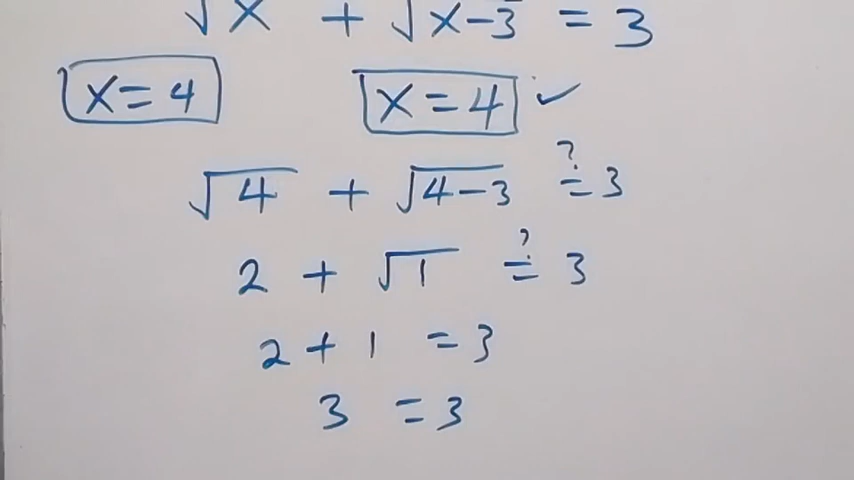 √x + √x-3 = 3
x = 4 x = 4 ✓
√4 + √4-3 ?= 3
2 + √1 ?= 3
2 + 1 = 3
3 = 3